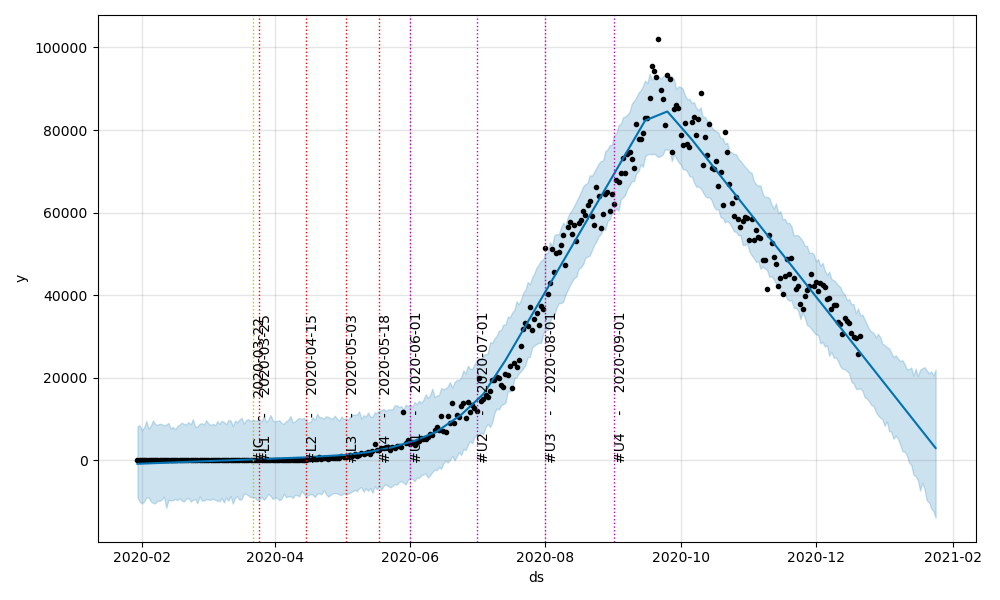 100000
80000
60000
40000
20000
0
y
#JC - 2020-03-22
#L1 - 2020-03-25
#L2 - 2020-04-15
#L3 - 2020-05-03
#L4 - 2020-05-18
#U1 - 2020-06-01
#U2 - 2020-07-01
#U3 - 2020-08-01
#U4 - 2020-09-01
2020-02 2020-04 2020-06 2020-08 2020-10 2020-12 2021-02
ds